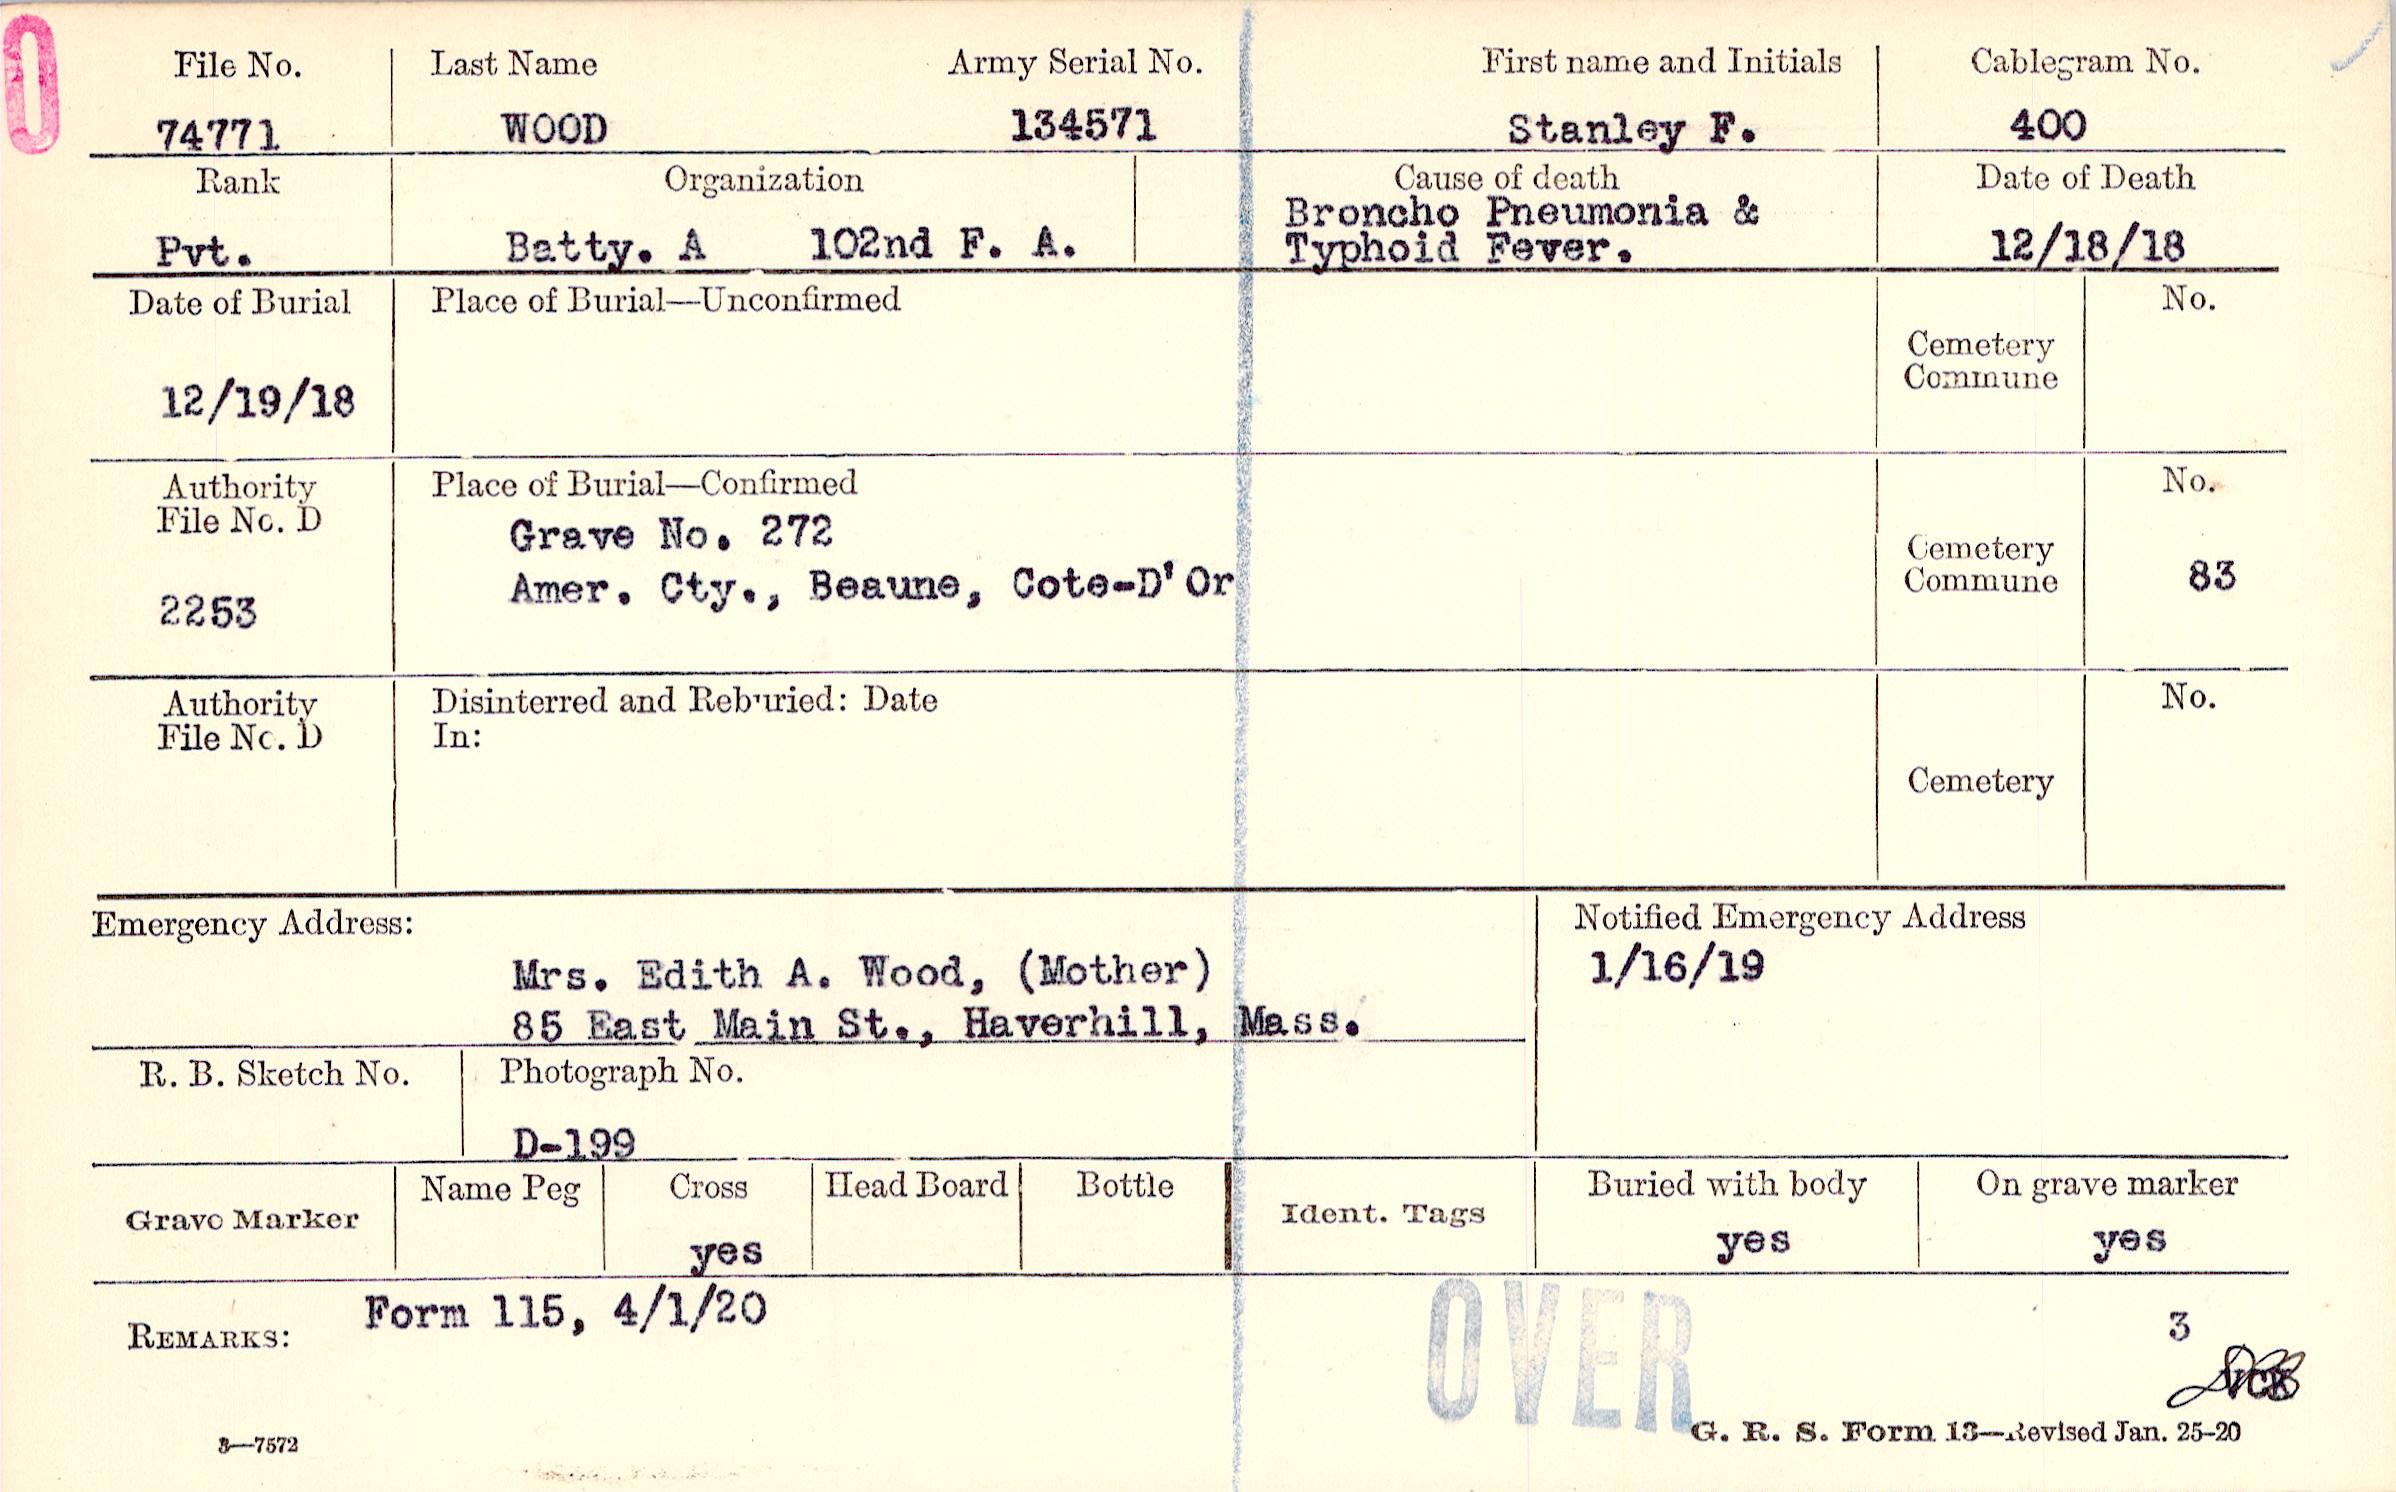 0
File No. Last Name Army Serial No. First name and Initials Cablegram No.
74771 WOOD 134571 Stanley F. 400
Rank Organization Cause of death Date of Death
Pvt. Batty. A 102nd F. A. Broncho Pneumonia &
Typhoid Fever. 12/18/18
Date of Burial Place of Burial—Unconfirmed No.
Cemetery
Commune
12/19/18
Authority Place of Burial—Confirmed No.
File No. D
Grave No. 272
Cemetery
Commune 83
Amer. Cty., Beaune, Cote-D'Or
2253
Authority Disinterred and Reburied: Date No.
File No. D In:
Cemetery
Emergency Address: Notified Emergency Address
Mrs. Edith A. Wood, (Mother) 1/16/19
85 East Main St., Haverhill, Mass.
R. B. Sketch No. Photograph No.
D-199
Grave Marker Name Peg Cross Head Board Bottle Ident. Tags Buried with body On grave marker
yes yes yes
REMARKS: Form 115, 4/1/20
OVER
3
3—7572 G. R. S. Form 13—Revised Jan. 25-20